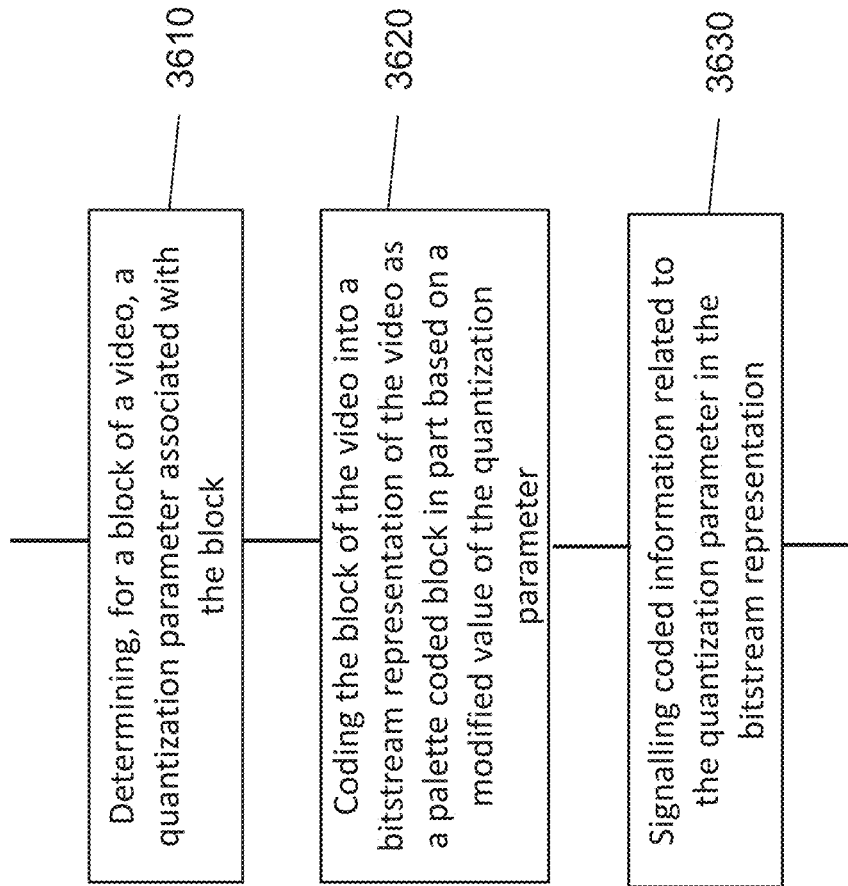 Determining, for a block of a video, a
quantization parameter associated with
the block
3610
Coding the block of the video into a
bitstream representation of the video as
a palette coded block in part based on a
modified value of the quantization
parameter
3620
Signalling coded information related to
the quantization parameter in the
bitstream representation
3630